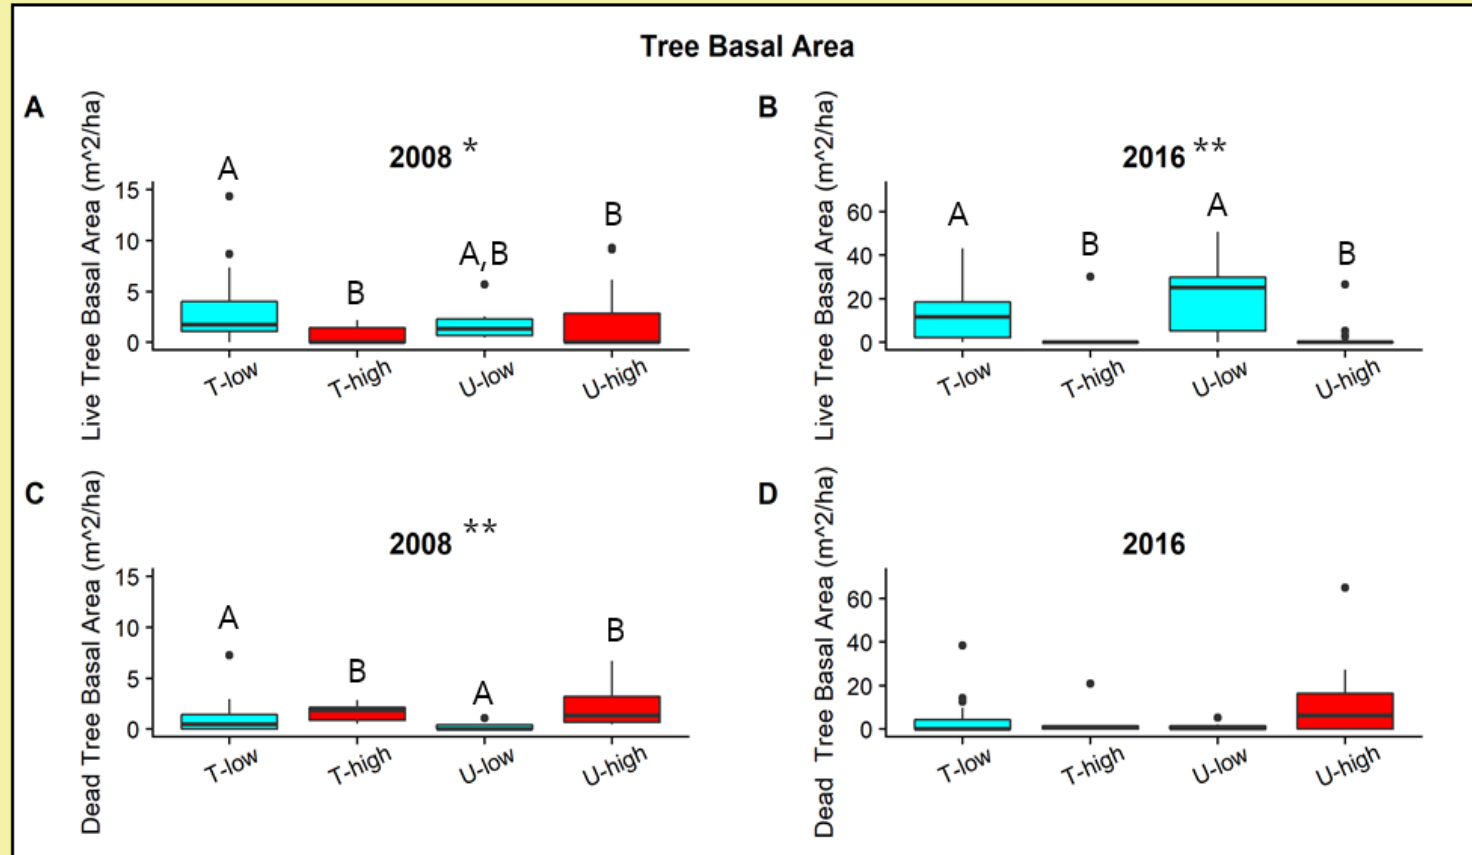 Tree Basal Area
A
Live Tree Basal Area (m^2/ha)
2008 *
15
10
5
0
A
B
A,B
B
T-low
T-high
U-low
U-high
B
Live Tree Basal Area (m^2/ha)
2016 **
60
40
20
0
A
B
A
B
T-low
T-high
U-low
U-high
C
Dead Tree Basal Area (m^2/ha)
2008 **
15
10
5
0
A
B
A
B
T-low
T-high
U-low
U-high
D
Dead Tree Basal Area (m^2/ha)
2016
60
40
20
0
T-low
T-high
U-low
U-high